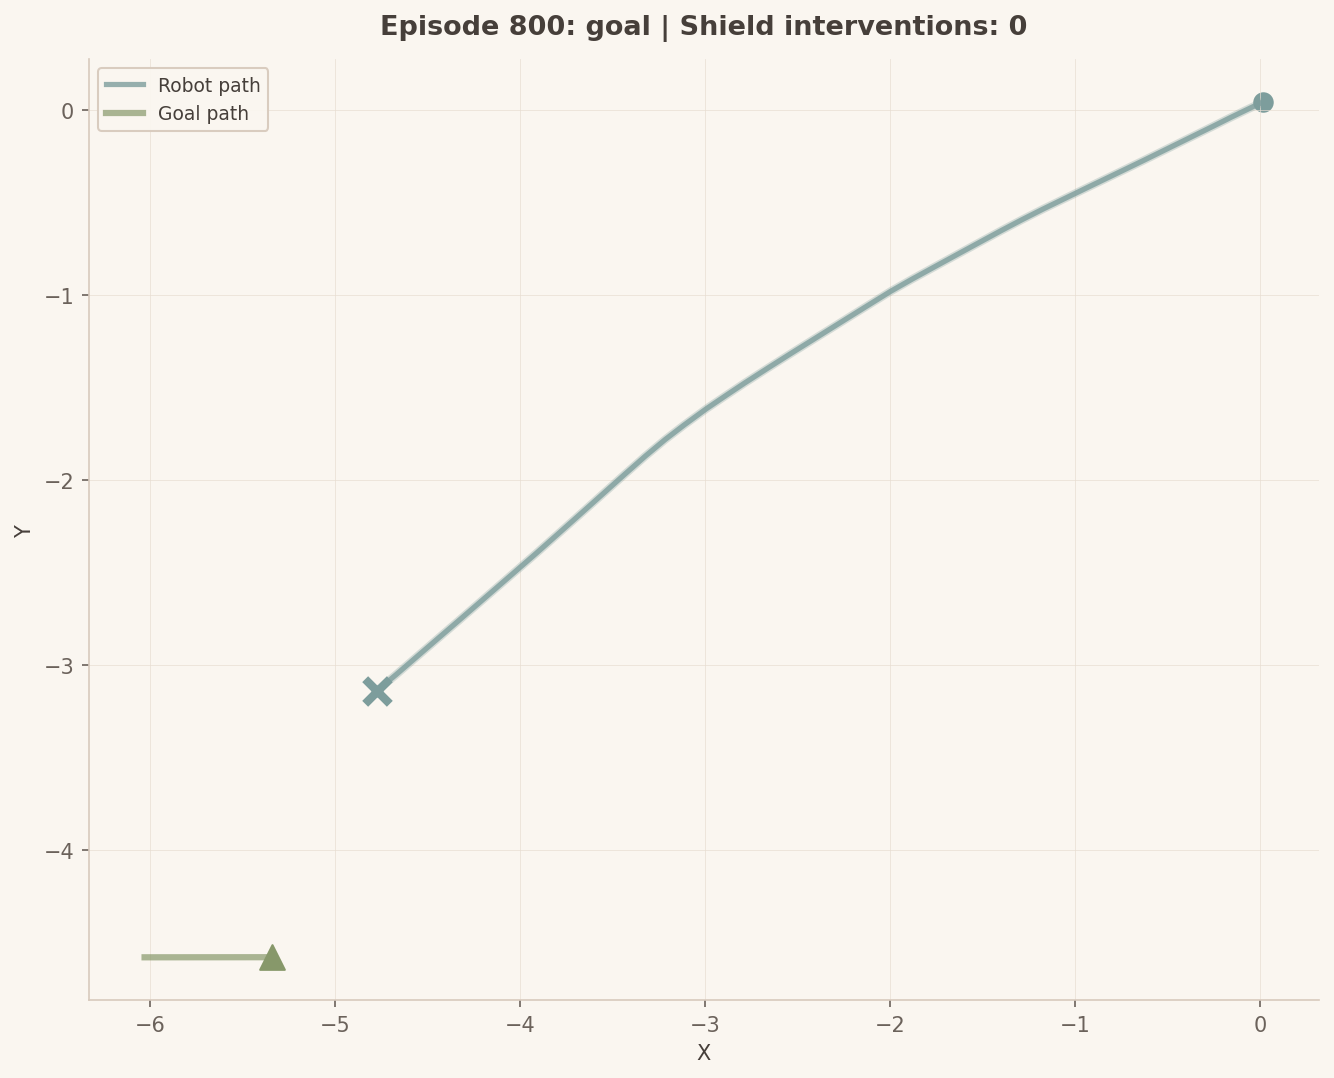 Episode 800: goal | Shield interventions: 0
Robot path
Goal path
0
−1
−2
−3
−4
Y
−6 −5 −4 −3 −2 −1 0
X